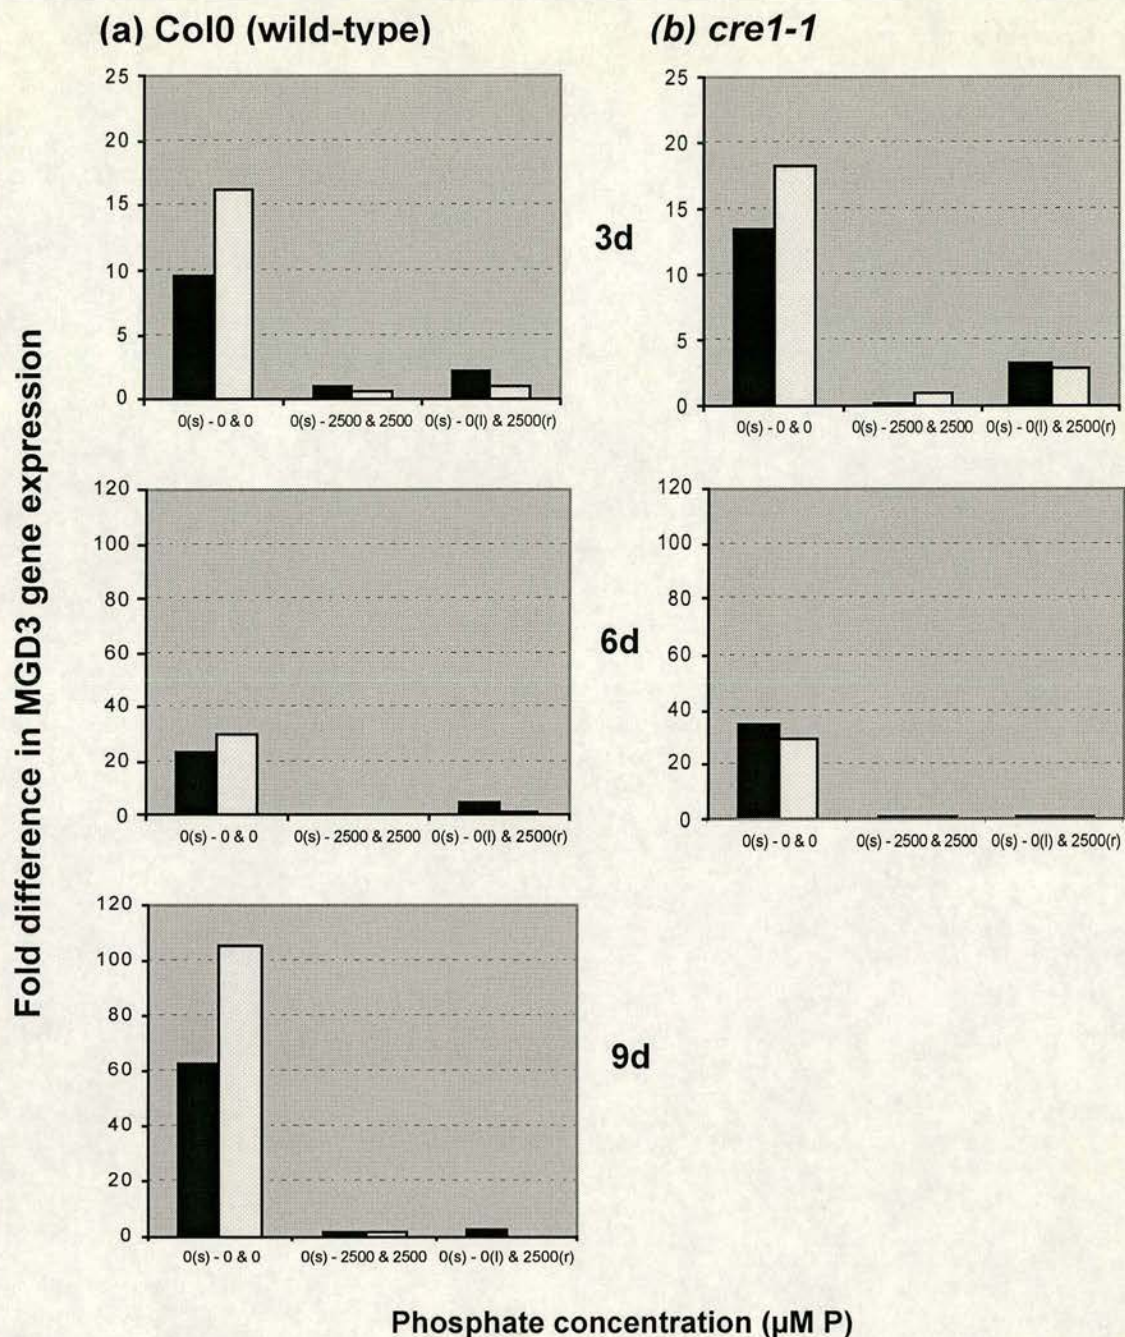 (a) Col0 (wild-type)
(b) cre1-1
Fold difference in MGD3 gene expression
25
20
15
10
5
0
0(s) - 0 & 0
0(s) - 2500 & 2500
0(s) - 0(l) & 2500(r)
3d
25
20
15
10
5
0
0(s) - 0 & 0
0(s) - 2500 & 2500
0(s) - 0(l) & 2500(r)
120
100
80
60
40
20
0
0(s) - 0 & 0
0(s) - 2500 & 2500
0(s) - 0(l) & 2500(r)
6d
120
100
80
60
40
20
0
0(s) - 0 & 0
0(s) - 2500 & 2500
0(s) - 0(l) & 2500(r)
120
100
80
60
40
20
0
0(s) - 0 & 0
0(s) - 2500 & 2500
0(s) - 0(l) & 2500(r)
9d
Phosphate concentration (µM P)